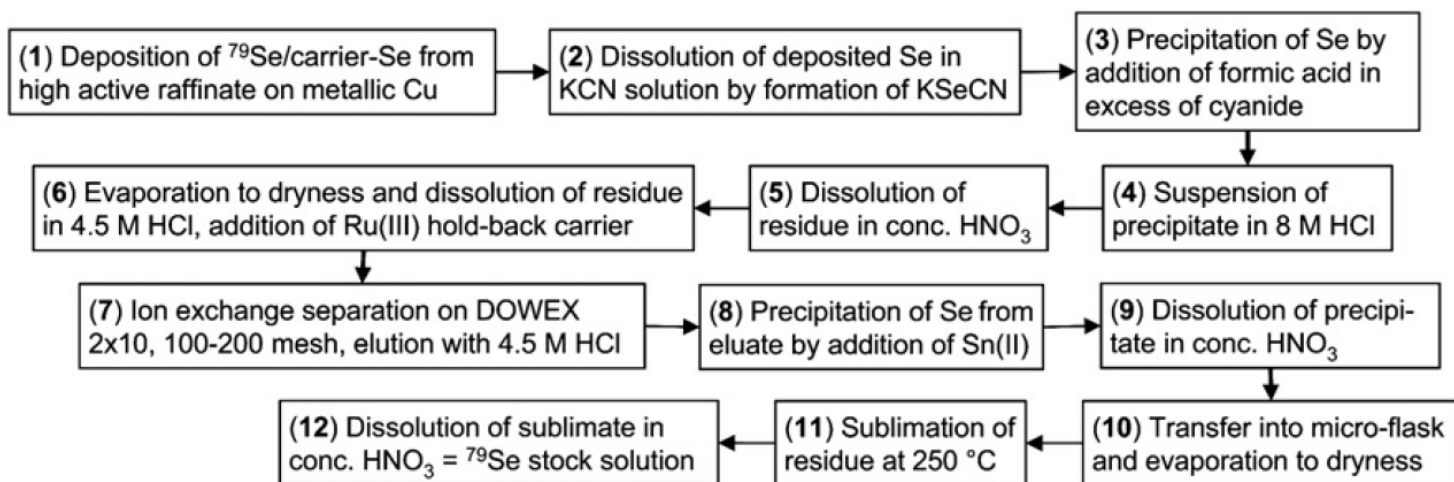 (1) Deposition of ⁷⁹Se/carrier-Se from
high active raffinate on metallic Cu
(2) Dissolution of deposited Se in
KCN solution by formation of KSeCN
(3) Precipitation of Se by
addition of formic acid in
excess of cyanide
(4) Suspension of
precipitate in 8 M HCl
(5) Dissolution of
residue in conc. HNO₃
(6) Evaporation to dryness and dissolution of residue
in 4.5 M HCl, addition of Ru(III) hold-back carrier
(7) Ion exchange separation on DOWEX
2x10, 100-200 mesh, elution with 4.5 M HCl
(8) Precipitation of Se from
eluate by addition of Sn(II)
(9) Dissolution of precipi-
tate in conc. HNO₃
(10) Transfer into micro-flask
and evaporation to dryness
(11) Sublimation of
residue at 250 °C
(12) Dissolution of sublimate in
conc. HNO₃ = ⁷⁹Se stock solution